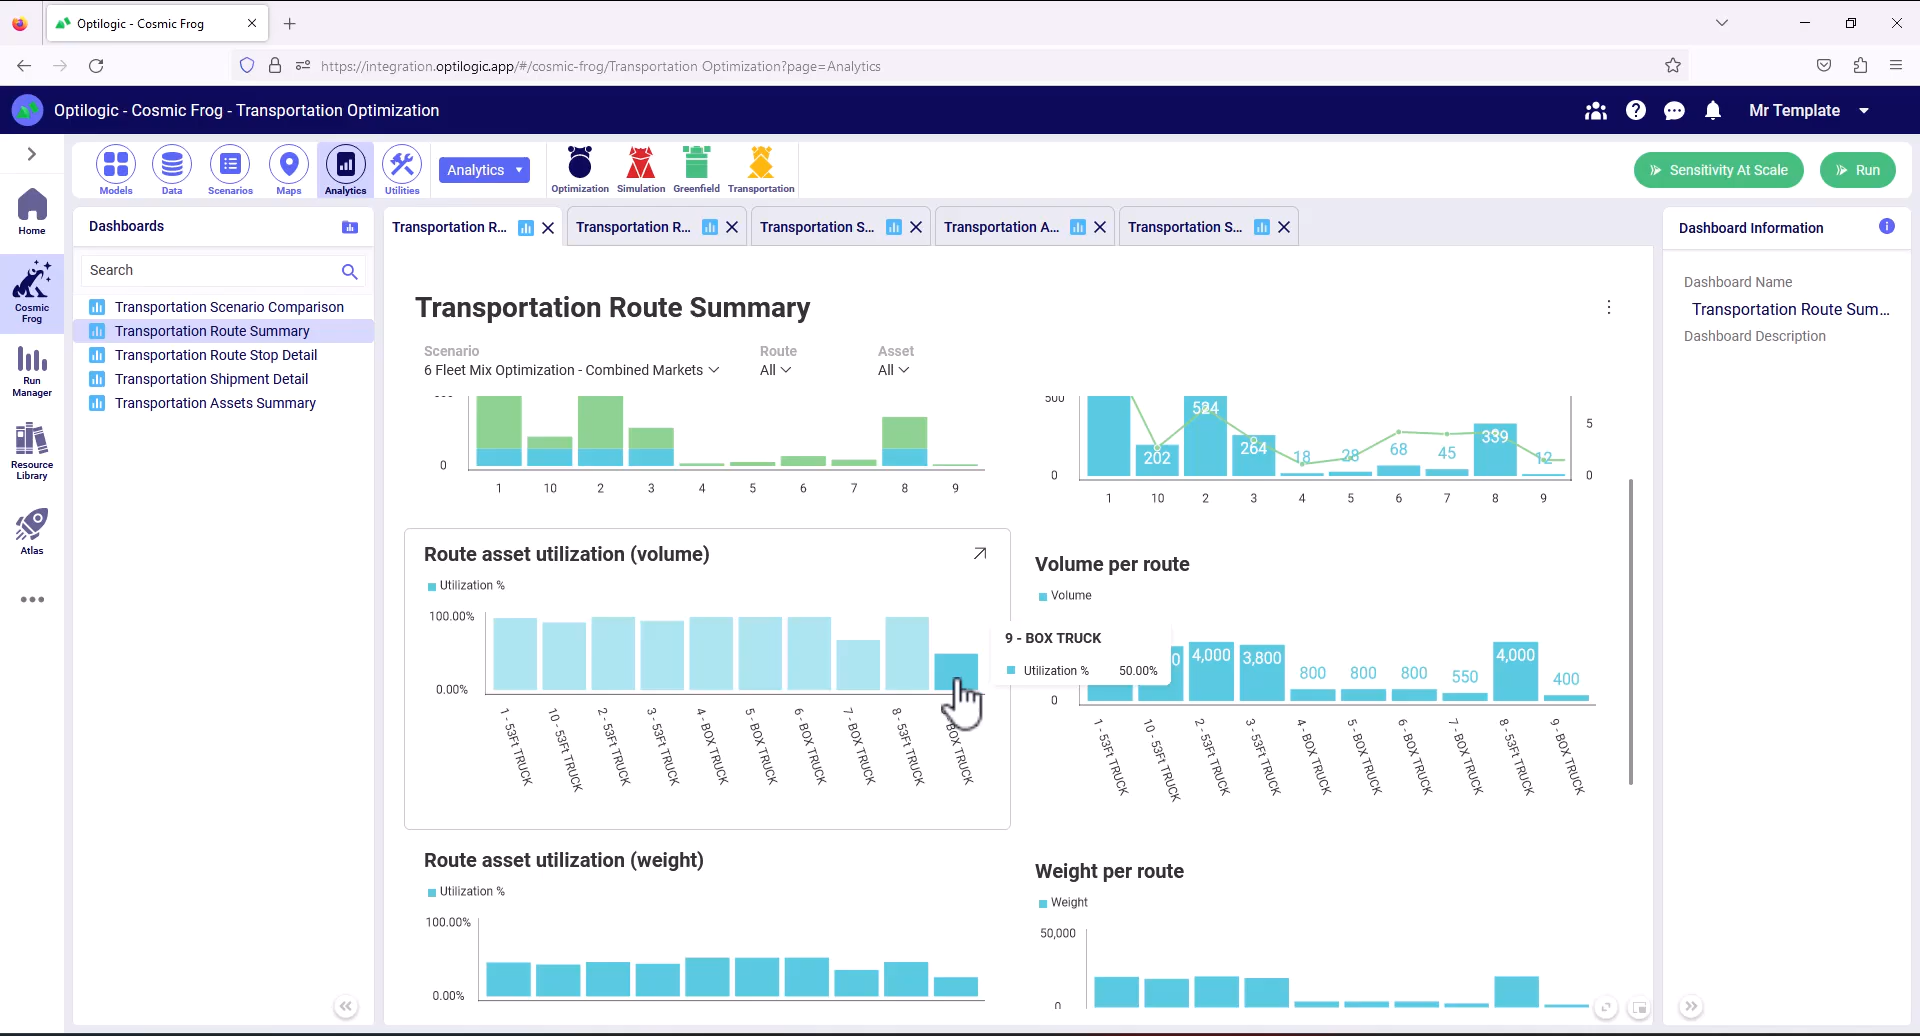 Optilogic - Cosmic Frog
https://integration.optilogic.app/#/cosmic-frog/Transportation Optimization?page=Analytics
Optilogic - Cosmic Frog - Transportation Optimization
Mr Template
Models
Data
Scenarios
Maps
Analytics
Utilities
Analytics
Optimization
Simulation
Greenfield
Transportation
Sensitivity At Scale
Run
Home
Cosmic
Frog
Run
Manager
Resource
Library
Atlas
Dashboards
Search
Transportation Scenario Comparison
Transportation Route Summary
Transportation Route Stop Detail
Transportation Shipment Detail
Transportation Assets Summary
Transportation R...
Transportation R...
Transportation S...
Transportation A...
Transportation S...
Transportation Route Summary
Scenario
6 Fleet Mix Optimization - Combined Markets
Route
All
Asset
All
0
1 10 2 3 4 5 6 7 8 9
500
0
202 524 264 18 28 68 45 339 12
5
0
1 10 2 3 4 5 6 7 8 9
Route asset utilization (volume)
Utilization %
100.00%
0.00%
1 - 53Ft TRUCK
10 - 53Ft TRUCK
2 - 53Ft TRUCK
3 - 53Ft TRUCK
4 - BOX TRUCK
5 - BOX TRUCK
6 - BOX TRUCK
7 - BOX TRUCK
8 - 53Ft TRUCK
BOX TRUCK
9 - BOX TRUCK
Utilization % 50.00%
Volume per route
Volume
0
0 4,000 3,800 800 800 800 550 4,000 400
1 - 53Ft TRUCK
10 - 53Ft TRUCK
2 - 53Ft TRUCK
3 - 53Ft TRUCK
4 - BOX TRUCK
5 - BOX TRUCK
6 - BOX TRUCK
7 - BOX TRUCK
8 - 53Ft TRUCK
9 - BOX TRUCK
Route asset utilization (weight)
Utilization %
100.00%
0.00%
Weight per route
Weight
50,000
0
Dashboard Information
Dashboard Name
Transportation Route Sum...
Dashboard Description